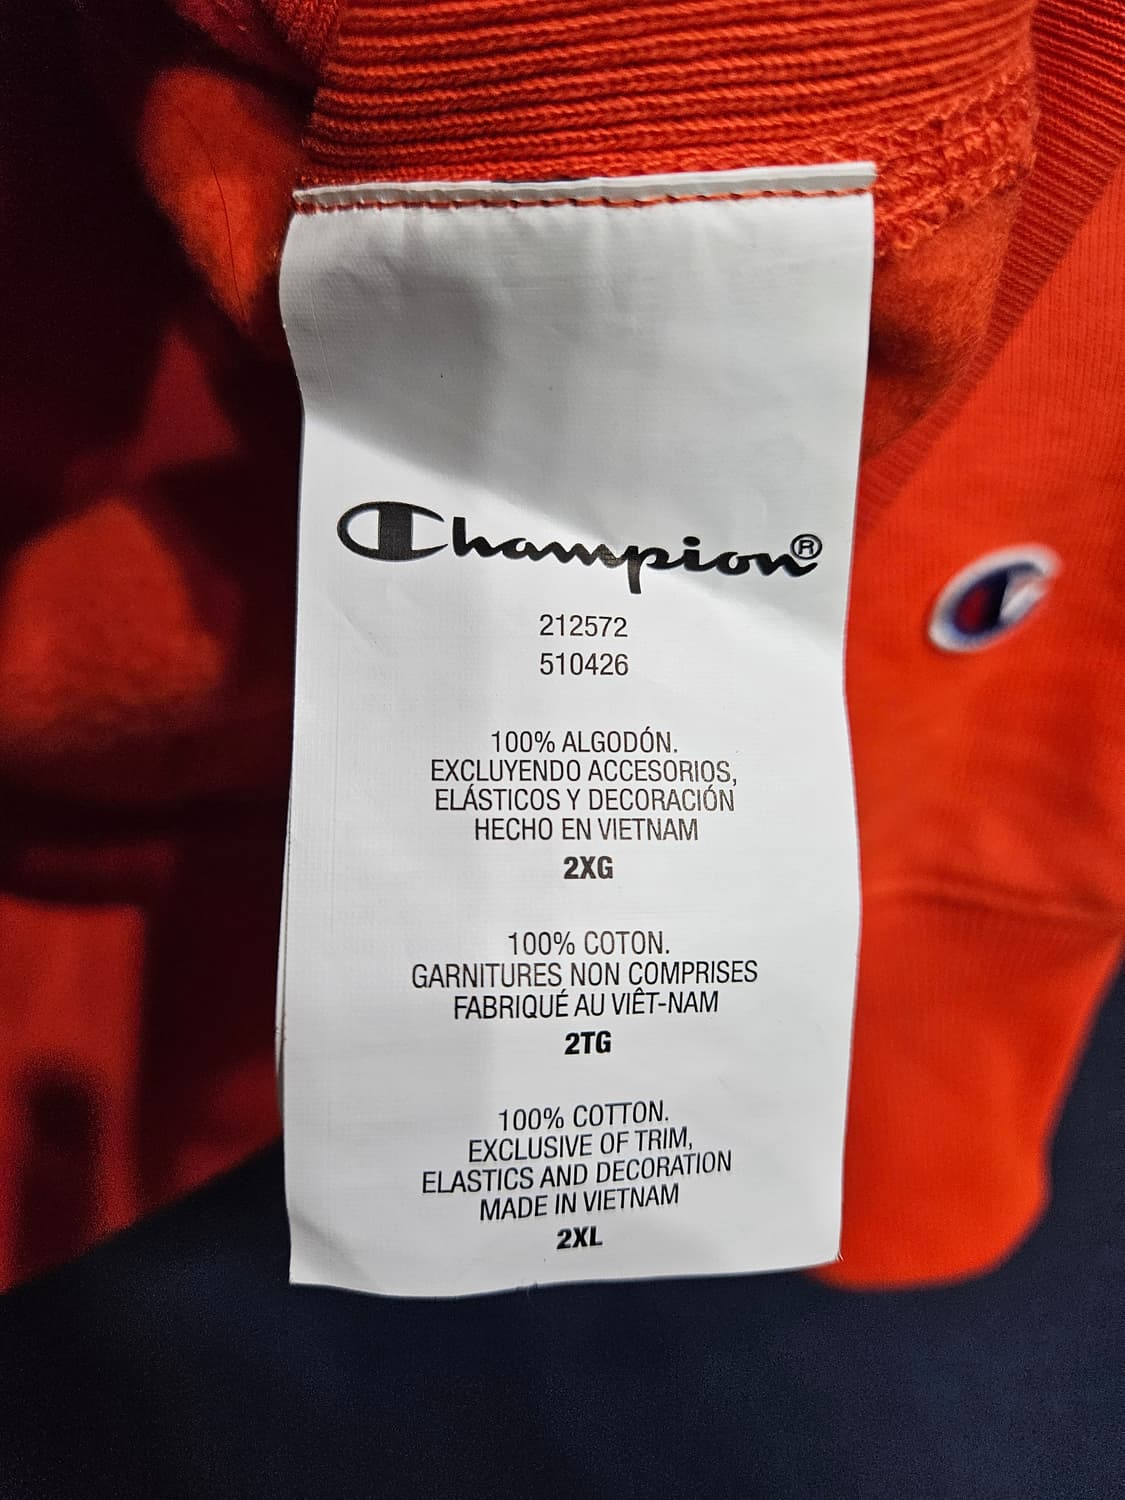 Champion®
212572
510426
100% ALGODÓN.
EXCLUYENDO ACCESORIOS,
ELÁSTICOS Y DECORACIÓN
HECHO EN VIETNAM
2XG
100% COTON.
GARNITURES NON COMPRISES
FABRIQUÉ AU VIÊT-NAM
2TG
100% COTTON.
EXCLUSIVE OF TRIM,
ELASTICS AND DECORATION
MADE IN VIETNAM
2XL